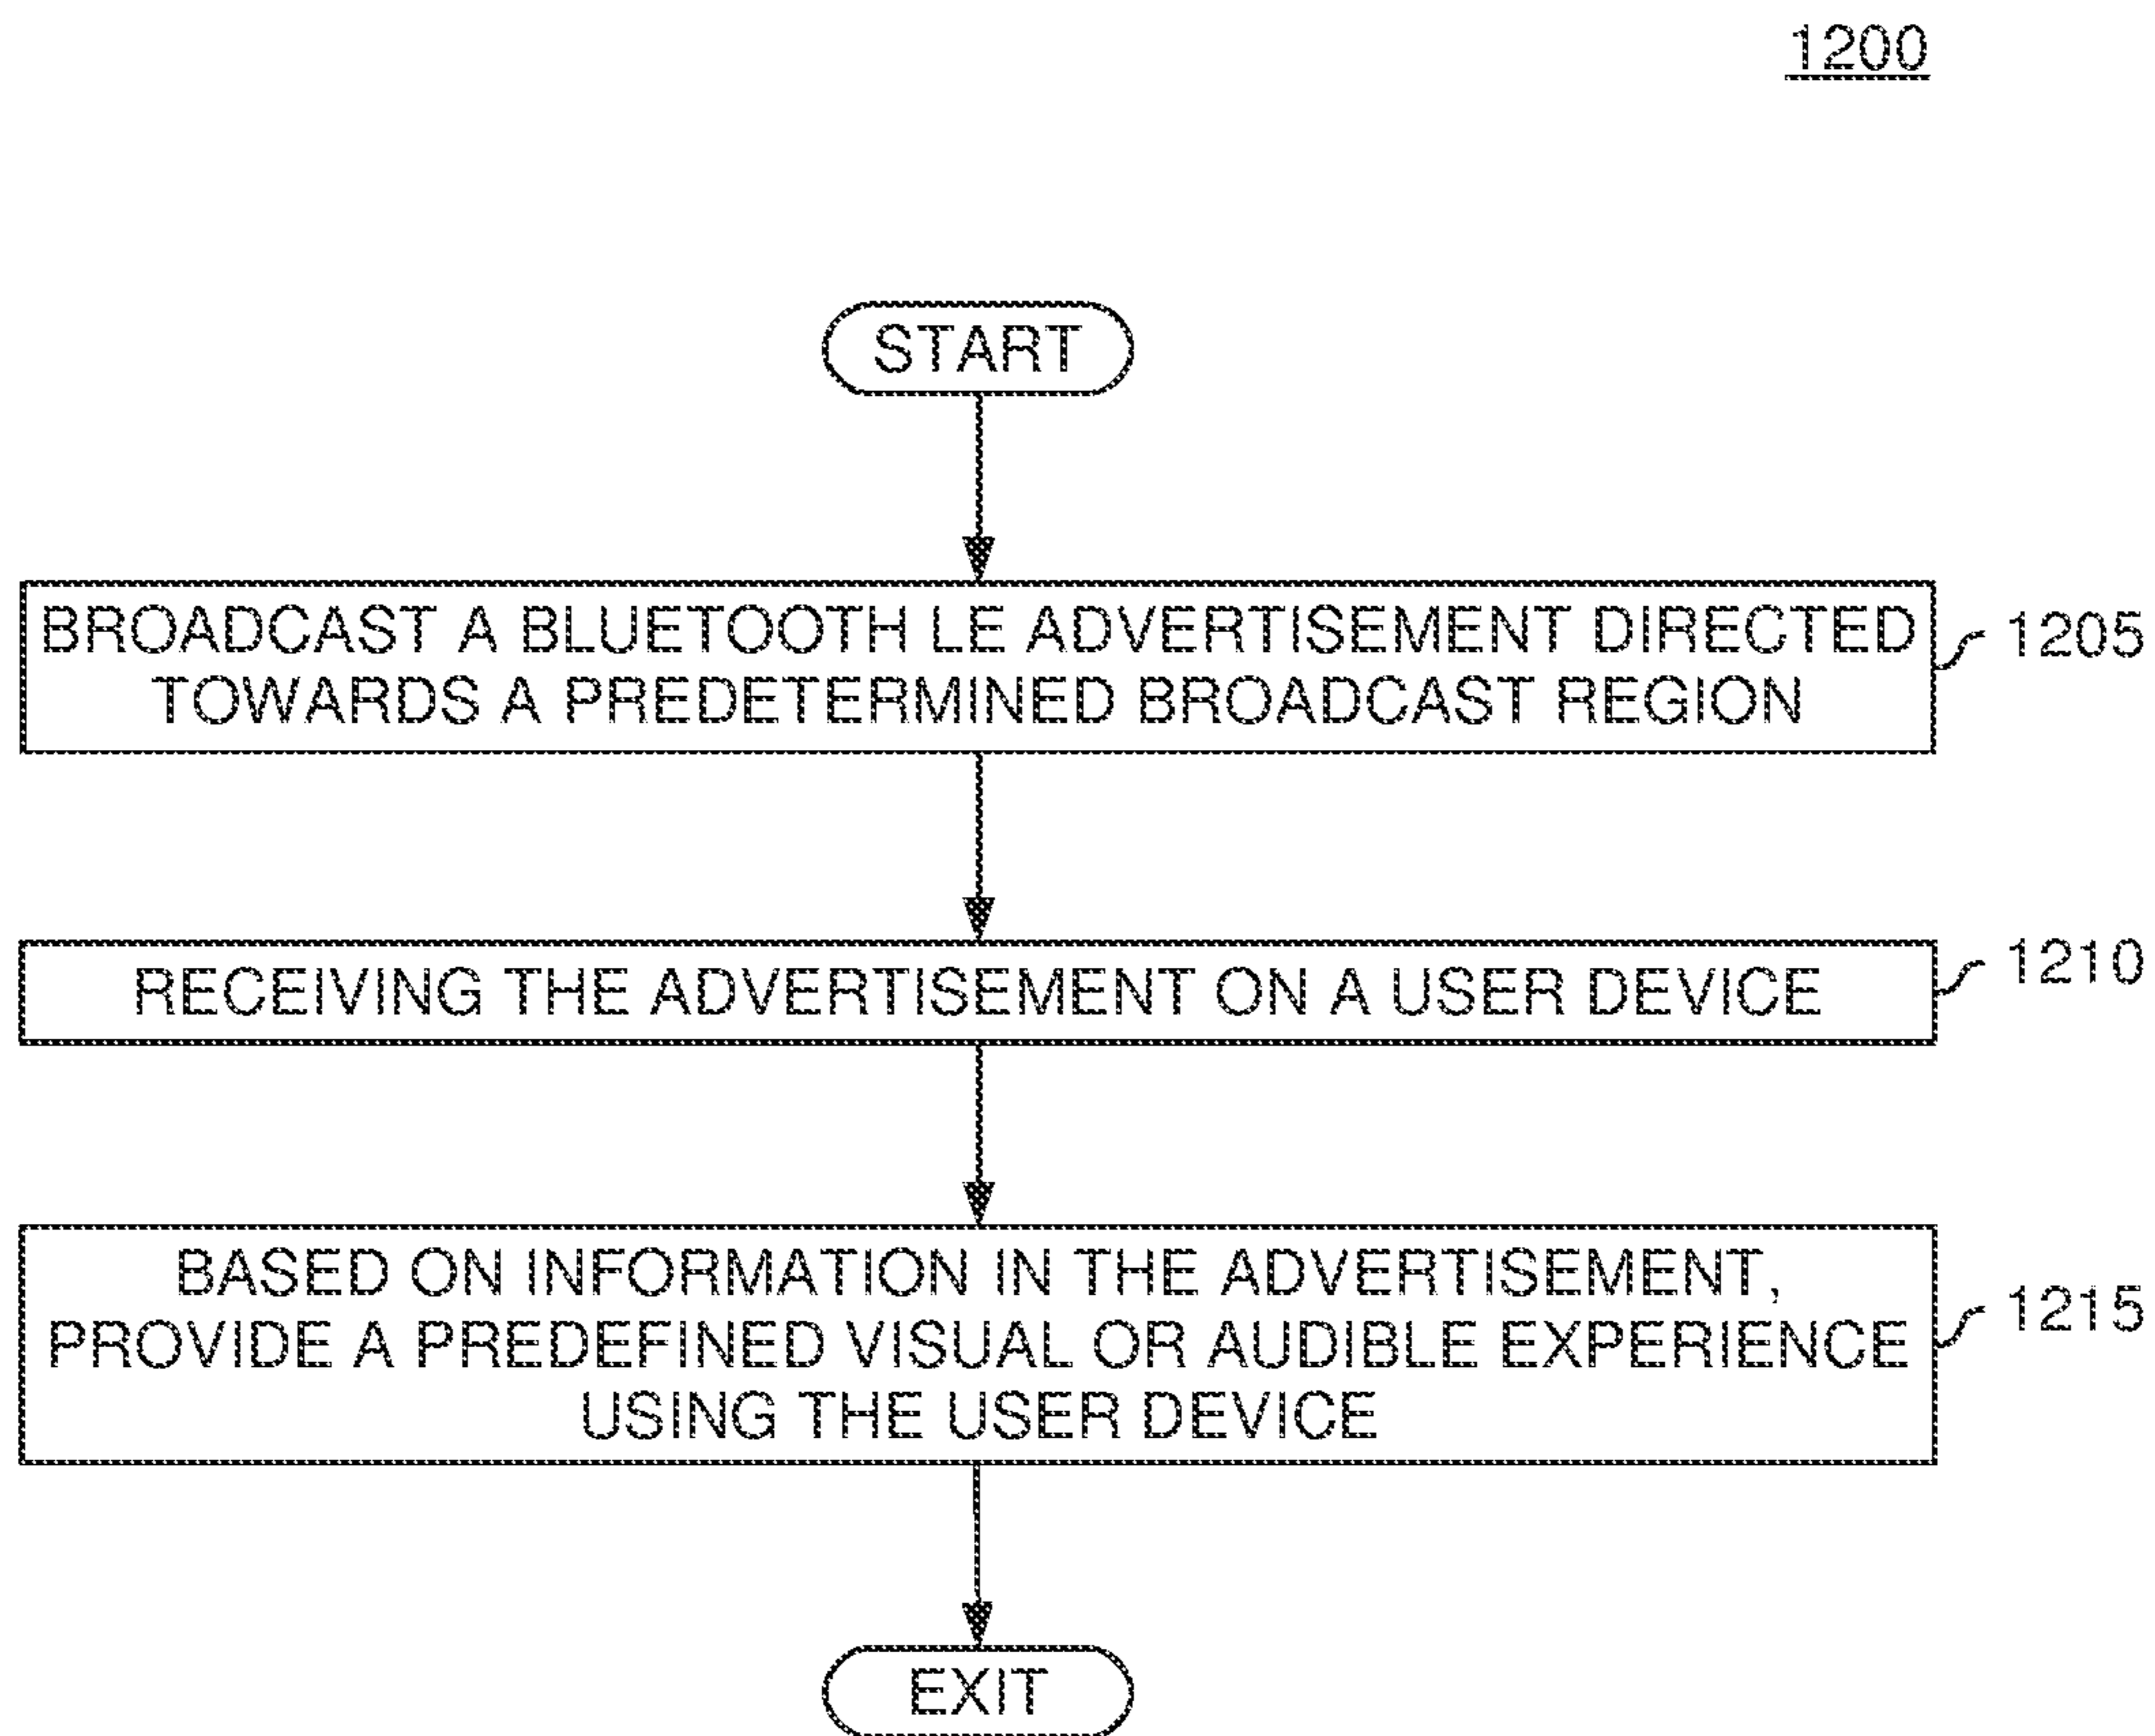 1200
START
BROADCAST A BLUETOOTH LE ADVERTISEMENT DIRECTED
TOWARDS A PREDETERMINED BROADCAST REGION
1205
RECEIVING THE ADVERTISEMENT ON A USER DEVICE
1210
BASED ON INFORMATION IN THE ADVERTISEMENT,
PROVIDE A PREDEFINED VISUAL OR AUDIBLE EXPERIENCE
USING THE USER DEVICE
1215
EXIT